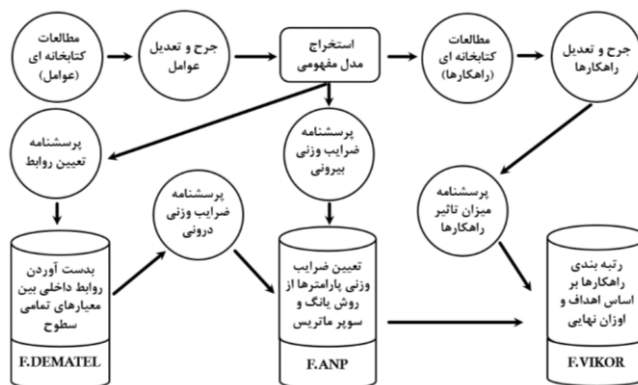 مطالعات
کتابخانه ای
(عوامل)
جرح و تعدیل
عوامل
استخراج
مدل مفهومی
مطالعات
کتابخانه ای
(راهکارها)
جرح و تعدیل
راهکارها
پرسشنامه
تعیین روابط
پرسشنامه
ضرایب وزنی
بیرونی
پرسشنامه
ضرایب وزنی
درونی
پرسشنامه
میزان تاثیر
راهکارها
بدست آوردن
روابط داخلی بین
معیارهای تمامی
سطوح
F.DEMATEL
تعیین ضرایب
وزنی پارامترها از
روش یانگ و
سوپر ماتریس
F.ANP
رتبه بندی
راهکارها بر
اساس اهداف و
اوزان نهایی
F.VIKOR